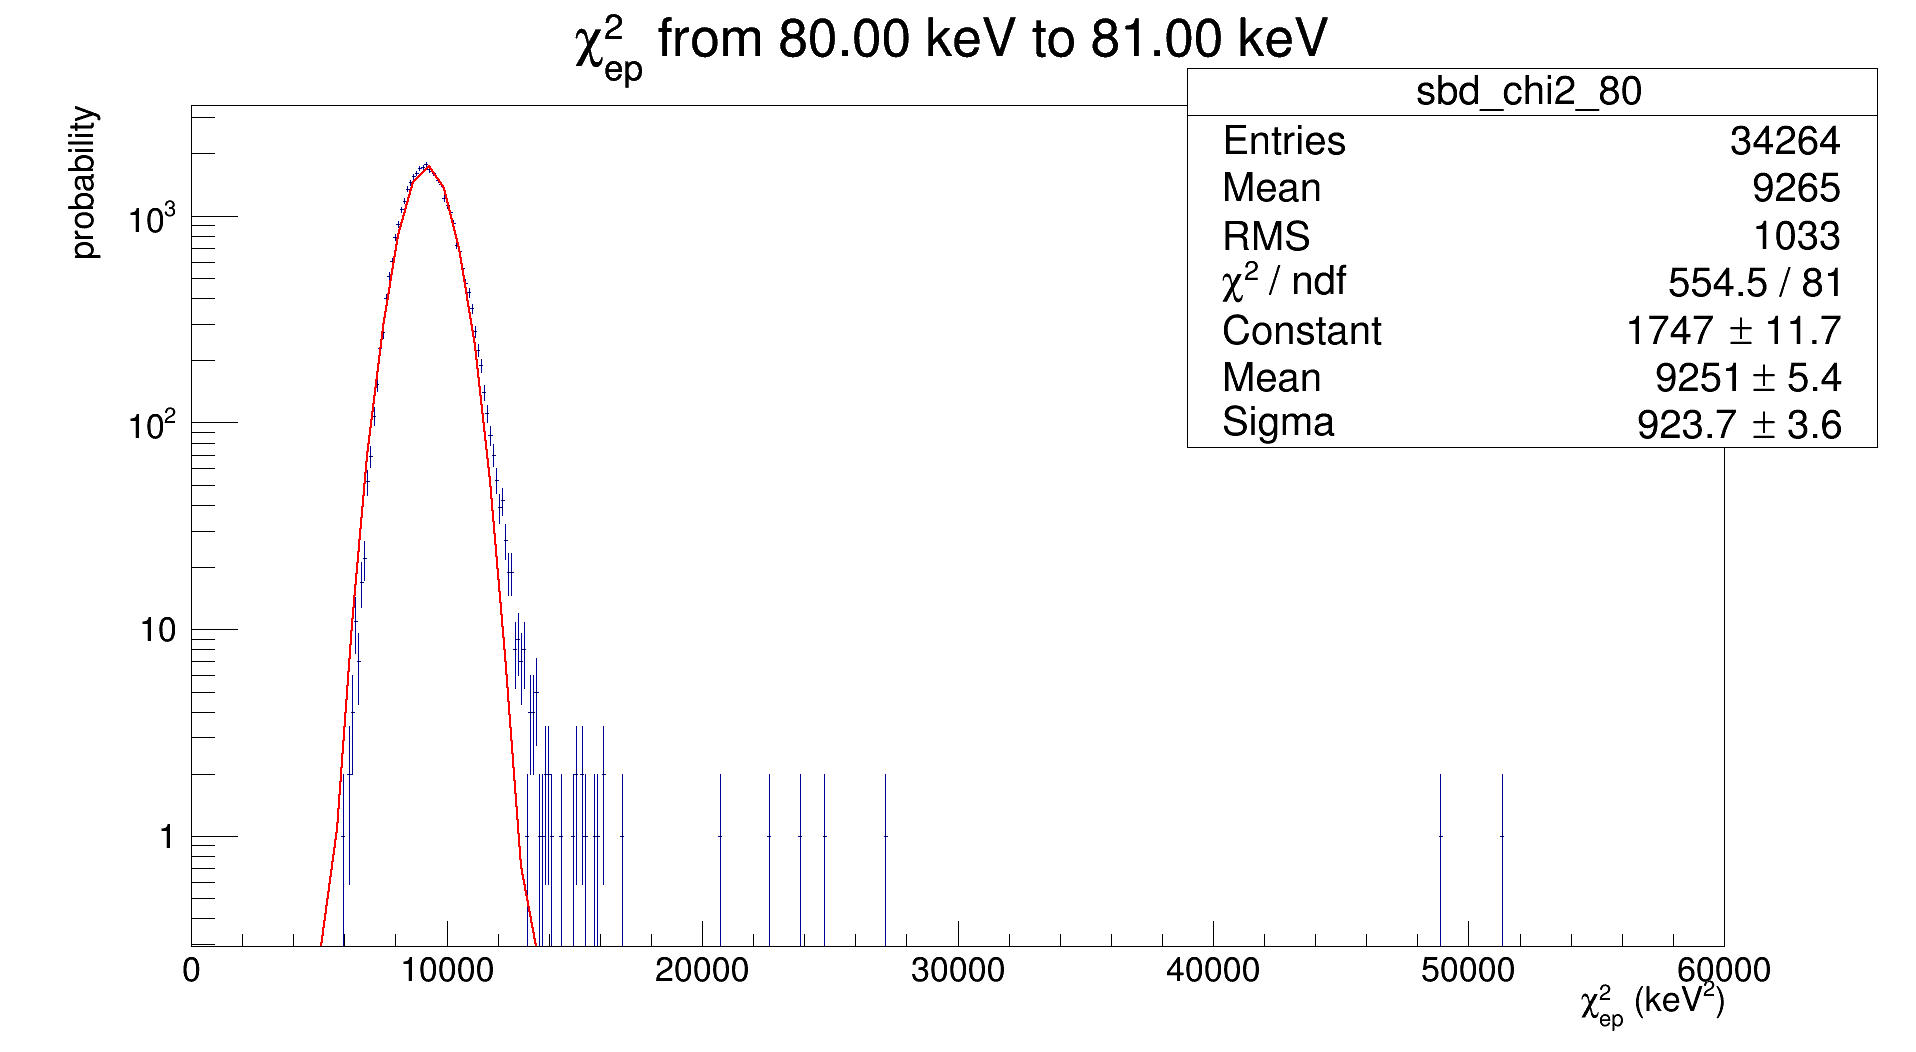 χ²ep from 80.00 keV to 81.00 keV
sbd_chi2_80
Entries 34264
Mean 9265
RMS 1033
χ² / ndf 554.5 / 81
Constant 1747 ± 11.7
Mean 9251 ± 5.4
Sigma 923.7 ± 3.6
probability
10³
10²
10
1
0 10000 20000 30000 40000 50000 60000
χ²ep (keV²)